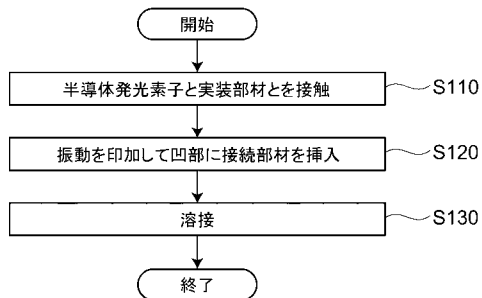 開始
半導体発光素子と実装部材とを接触
S110
振動を印加して凹部に接続部材を挿入
S120
溶接
S130
終了